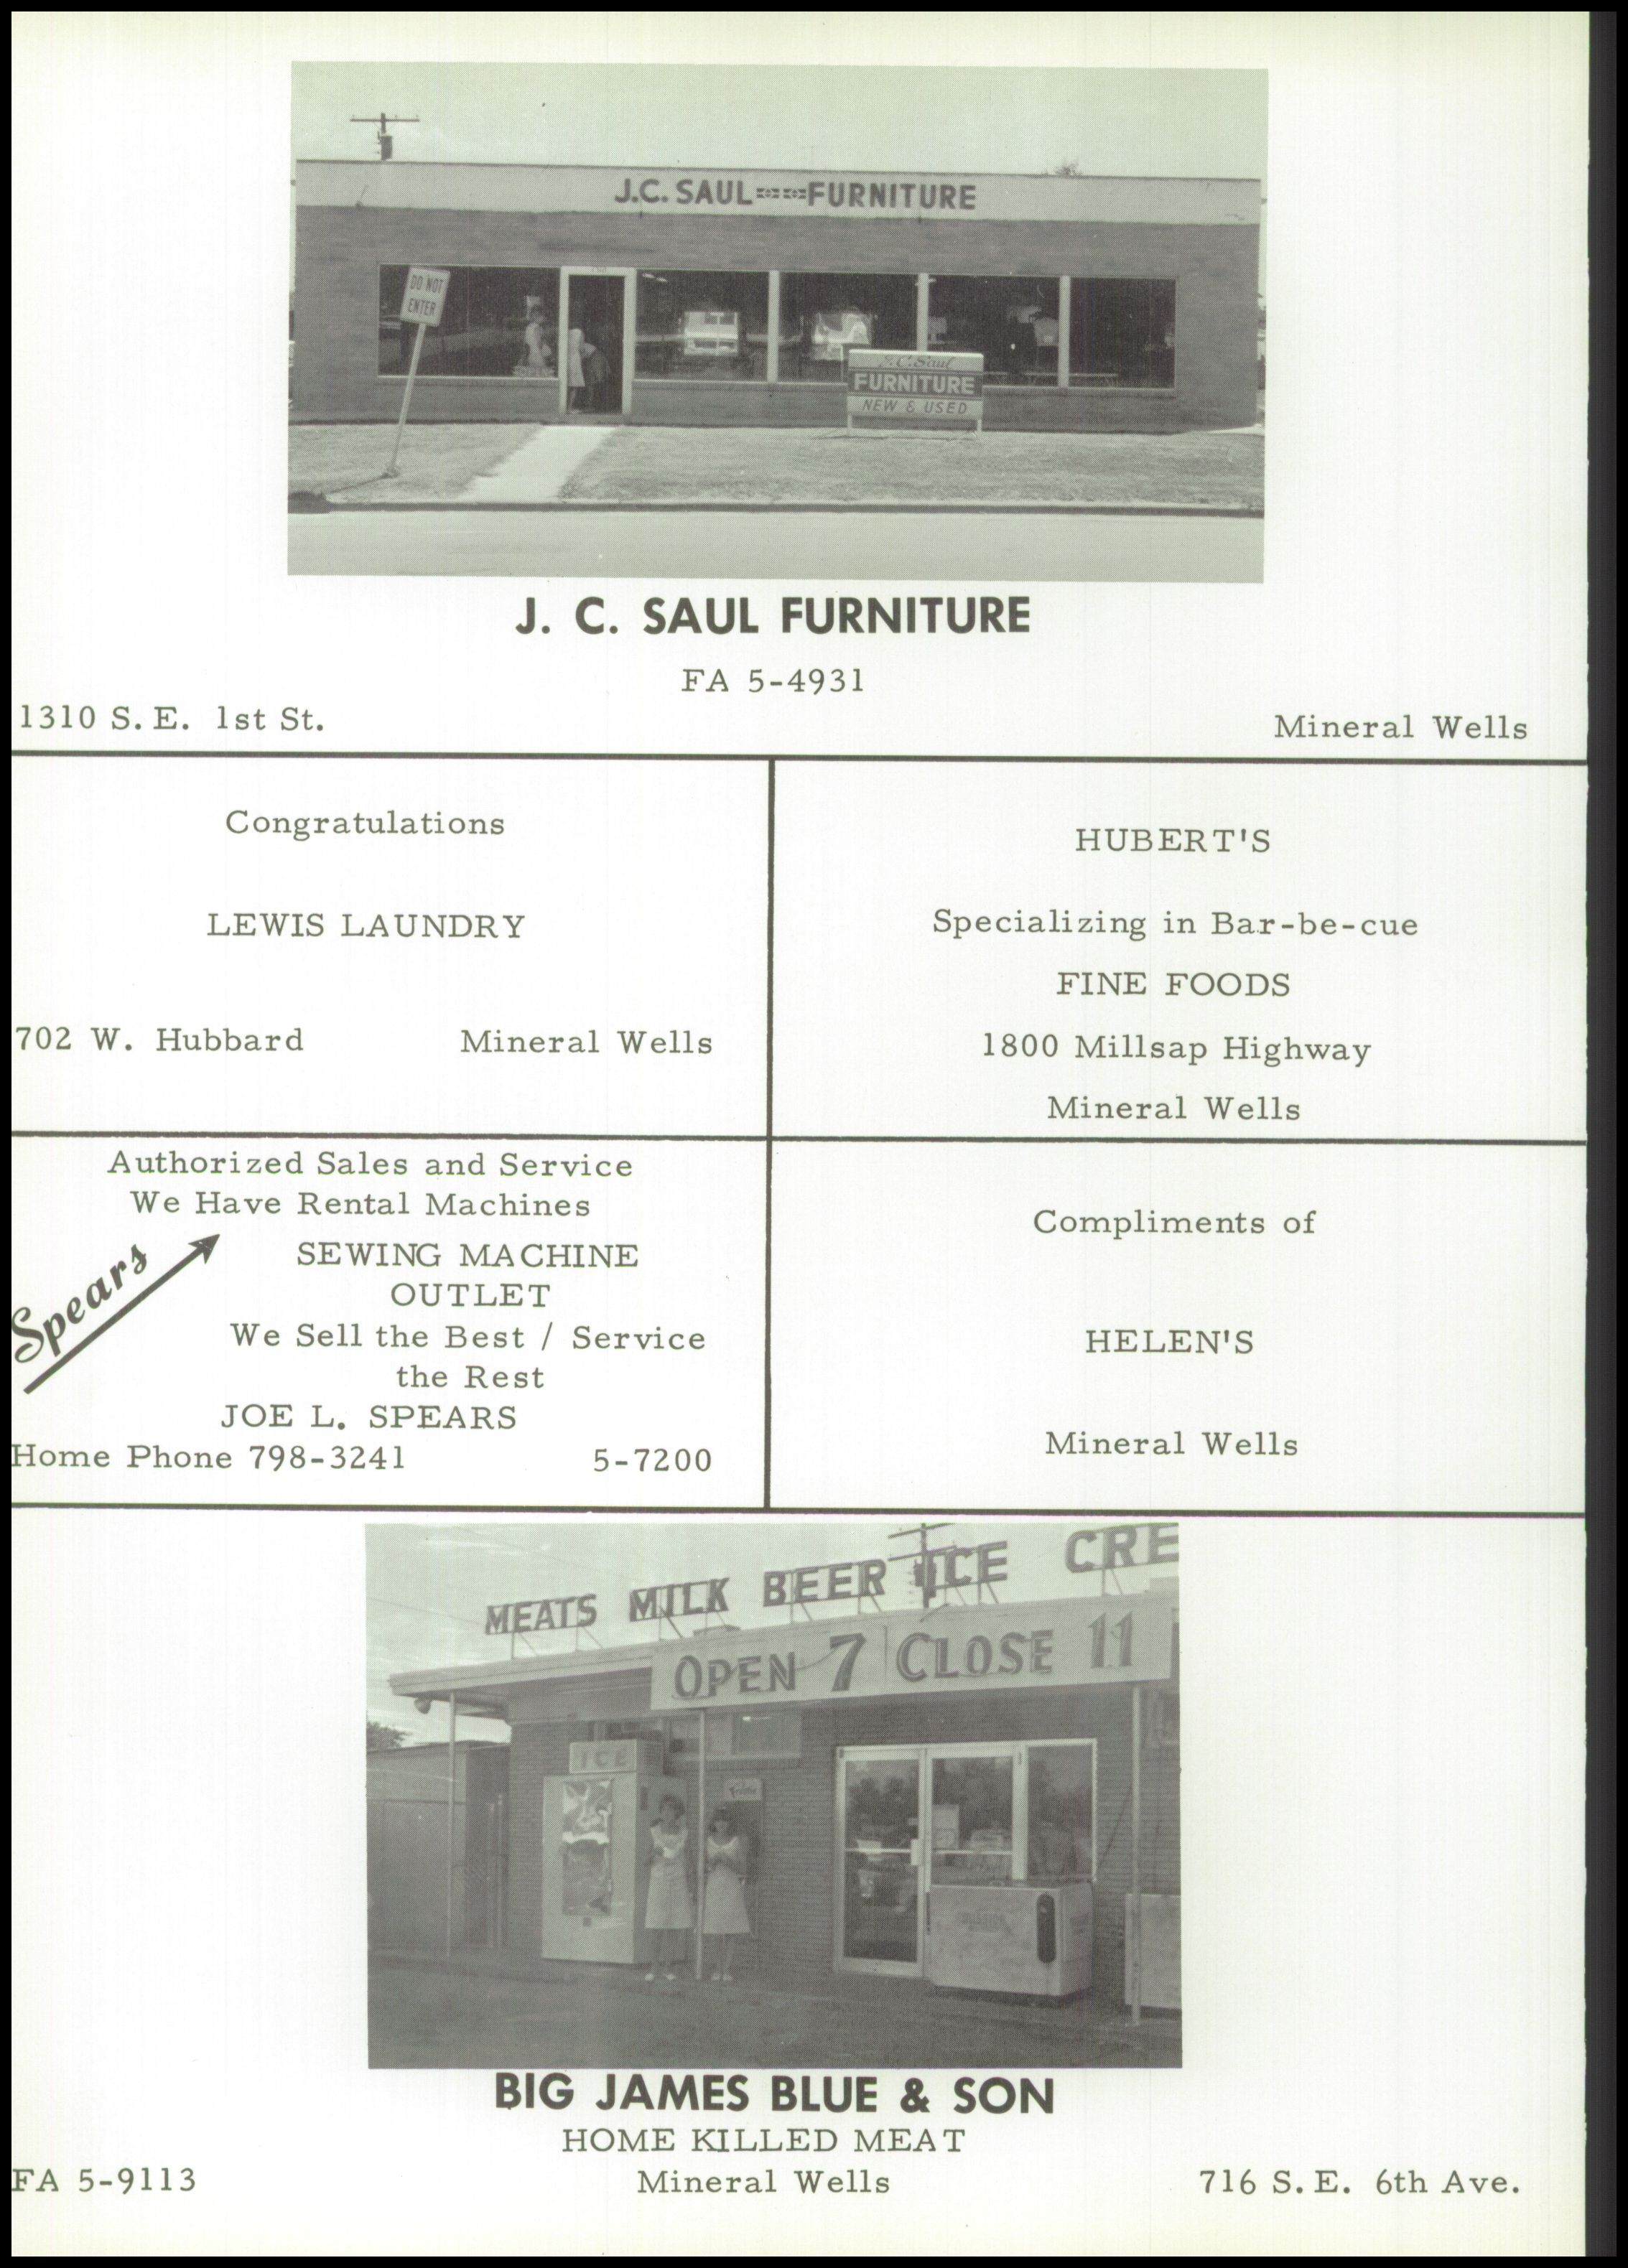 J.C. SAUL FURNITURE
DO NOT
ENTER
OPEN
J.C. Saul
FURNITURE
NEW & USED
J. C. SAUL FURNITURE
FA 5-4931
1310 S. E. 1st St. Mineral Wells
Congratulations
LEWIS LAUNDRY
702 W. Hubbard Mineral Wells
HUBERT'S
Specializing in Bar-be-cue
FINE FOODS
1800 Millsap Highway
Mineral Wells
Authorized Sales and Service
We Have Rental Machines
Spears
SEWING MACHINE
OUTLET
We Sell the Best / Service
the Rest
JOE L. SPEARS
Home Phone 798-3241 5-7200
Compliments of
HELEN'S
Mineral Wells
MEATS MILK BEER ICE CRE
OPEN 7 CLOSE 11
ICE
BIG JAMES BLUE & SON
HOME KILLED MEAT
FA 5-9113 Mineral Wells 716 S. E. 6th Ave.